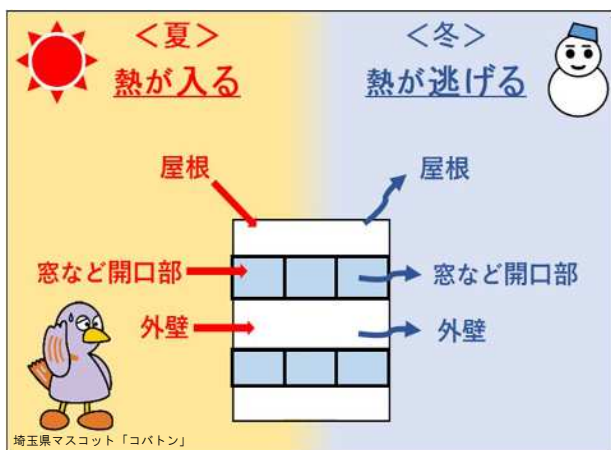 <夏>
熱が入る
<冬>
熱が逃げる
屋根
屋根
窓など開口部
窓など開口部
外壁
外壁
埼玉県マスコット「コバトン」